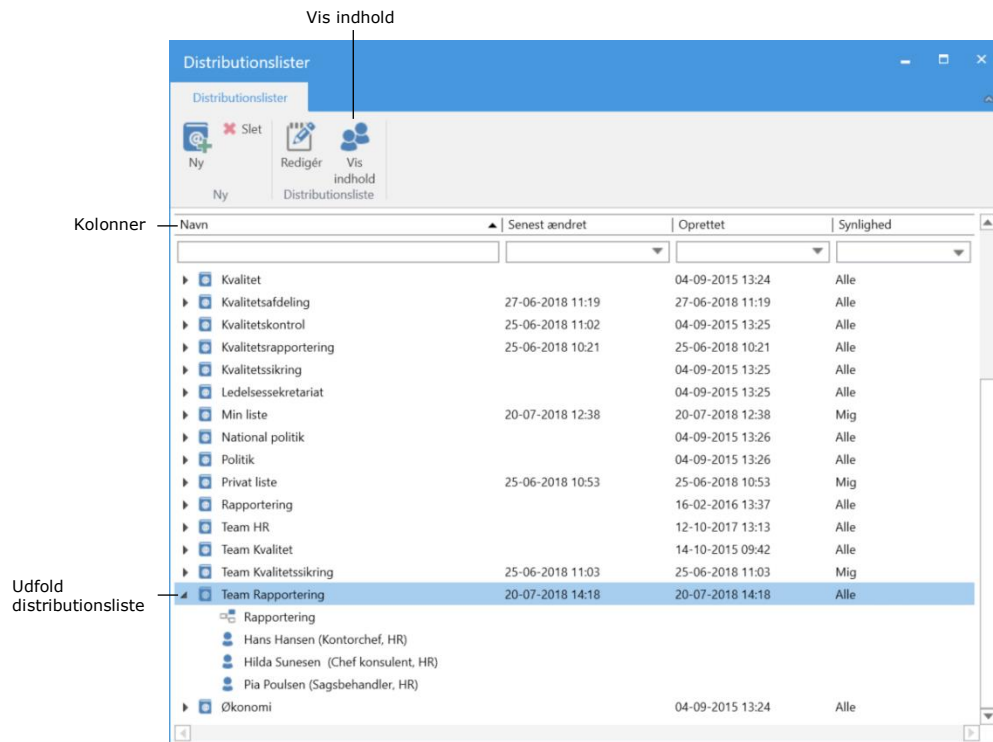 Vis indhold
Distributionslister
Distributionslister
Ny
Slet
Redigér
Vis
indhold
Ny
Distributionsliste
Kolonner
Navn Senest ændret Oprettet Synlighed
Kvalitet 04-09-2015 13:24 Alle
Kvalitetsafdeling 27-06-2018 11:19 27-06-2018 11:19 Alle
Kvalitetskontrol 25-06-2018 11:02 04-09-2015 13:25 Alle
Kvalitetsrapportering 25-06-2018 10:21 25-06-2018 10:21 Alle
Kvalitetssikring 04-09-2015 13:25 Alle
Ledelsessekretariat 04-09-2015 13:25 Alle
Min liste 20-07-2018 12:38 20-07-2018 12:38 Mig
National politik 04-09-2015 13:26 Alle
Politik 04-09-2015 13:26 Alle
Privat liste 25-06-2018 10:53 25-06-2018 10:53 Mig
Rapportering 16-02-2016 13:37 Alle
Team HR 12-10-2017 13:13 Alle
Team Kvalitet 14-10-2015 09:42 Alle
Team Kvalitetssikring 25-06-2018 11:03 25-06-2018 11:03 Mig
Udfold
distributionsliste
Team Rapportering 20-07-2018 14:18 20-07-2018 14:18 Alle
Rapportering
Hans Hansen (Kontorchef, HR)
Hilda Sunesen (Chef konsulent, HR)
Pia Poulsen (Sagsbehandler, HR)
Økonomi 04-09-2015 13:24 Alle